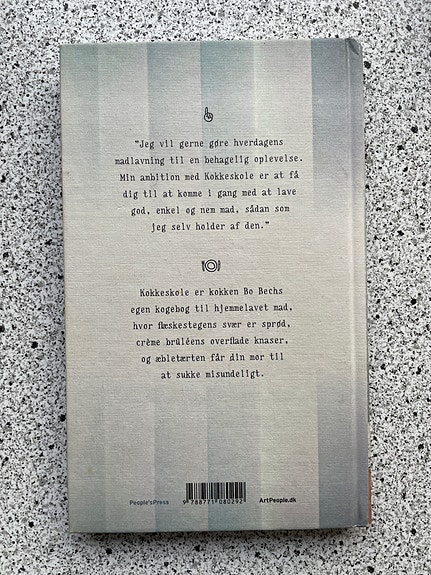 "Jeg vil gerne gøre hverdagens
madlavning til en behagelig oplevelse.
Min ambition med Kokkeskole er at få
dig til at komme i gang med at lave
god, enkel og nem mad, sådan som
jeg selv holder af den."
Kokkeskole er kokken Bo Bechs
egen kogebog til hjemmelavet mad,
hvor flæskestegens svær er sprød,
crème brûléens overflade knaser,
og æbletærten får din mor til
at sukke misundeligt.
People'sPress
9 788771 080292
ArtPeople.dk